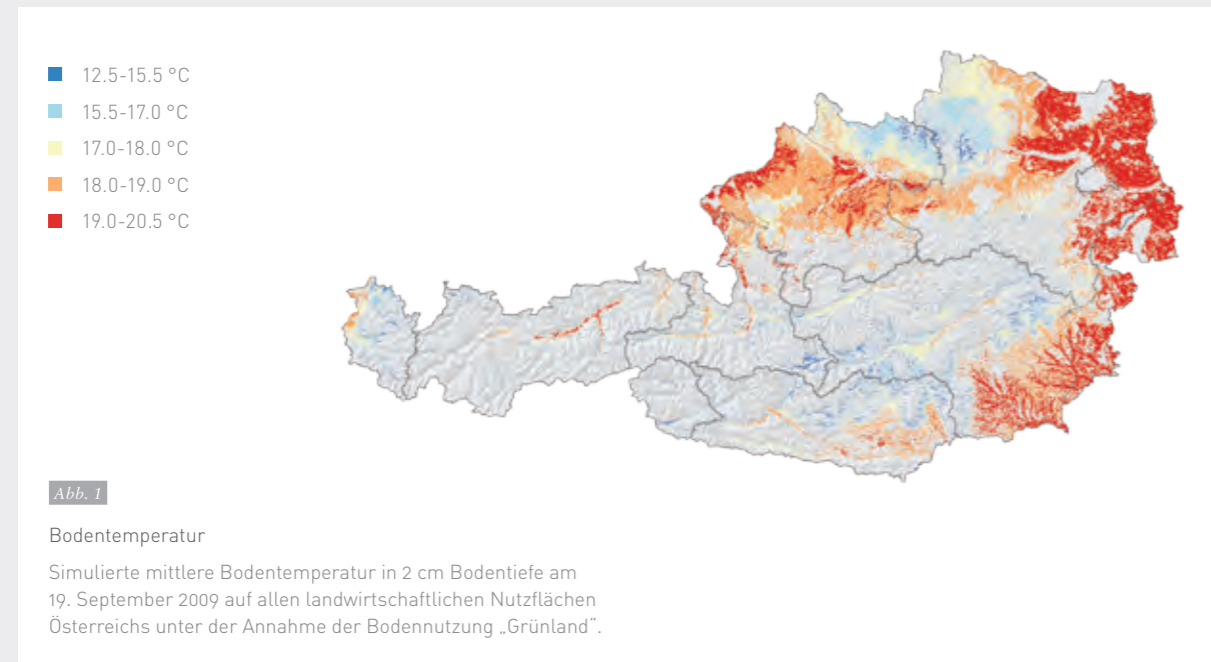 12.5-15.5 °C
15.5-17.0 °C
17.0-18.0 °C
18.0-19.0 °C
19.0-20.5 °C
Abb. 1
Bodentemperatur
Simulierte mittlere Bodentemperatur in 2 cm Bodentiefe am
19. September 2009 auf allen landwirtschaftlichen Nutzflächen
Österreichs unter der Annahme der Bodennutzung „Grünland“.